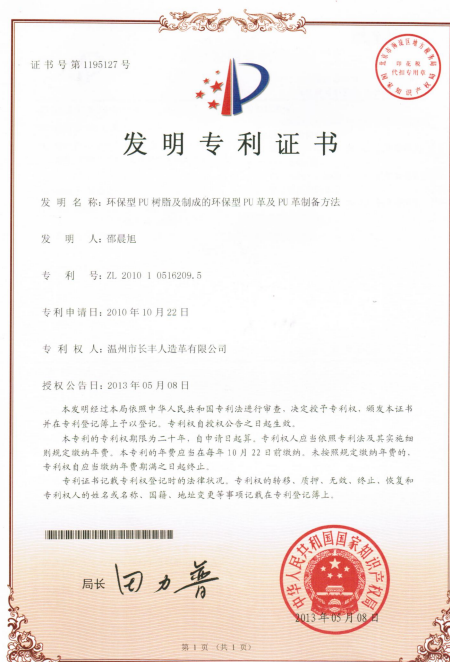 证书号第1195127号
印花税
代扣专用章
国家知识产权局
发明专利证书
发明名称：环保型PU树脂及制成的环保型PU革及PU革制备方法
发明人：邵晨旭
专利号：ZL 2010 1 0516209.5
专利申请日：2010年10月22日
专利权人：温州市长丰人造革有限公司
授权公告日：2013年05月08日
本发明经过本局依照中华人民共和国专利法进行审查，决定授予专利权，颁发本证书
并在专利登记簿上予以登记。专利权自授权公告之日起生效。
本专利的专利权期限为二十年，自申请日起算。专利权人应当依照专利法及其实施细
则规定缴纳年费。本专利的年费应当在每年10月22日前缴纳。未按照规定缴纳年费的，
专利权自应当缴纳年费期满之日起终止。
专利证书记载专利权登记时的法律状况。专利权的转移、质押、无效、终止、恢复和
专利权人的姓名或名称、国籍、地址变更等事项记载在专利登记簿上。
局长 田力普
中华人民共和国国家知识产权局
2013年05月08日
第1页（共1页）